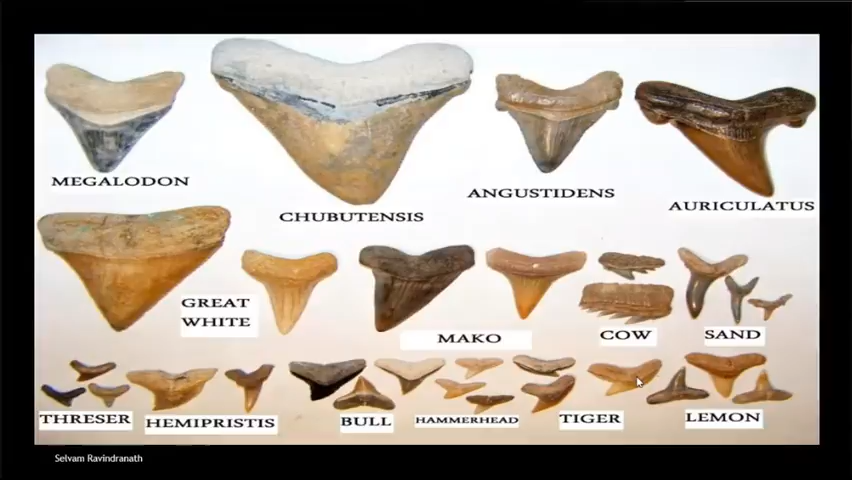 MEGALODON
CHUBUTENSIS
ANGUSTIDENS
AURICULATUS
GREAT
WHITE
MAKO
COW
SAND
THRESER
HEMIPRISTIS
BULL
HAMMERHEAD
TIGER
LEMON
Selvam Ravindranath